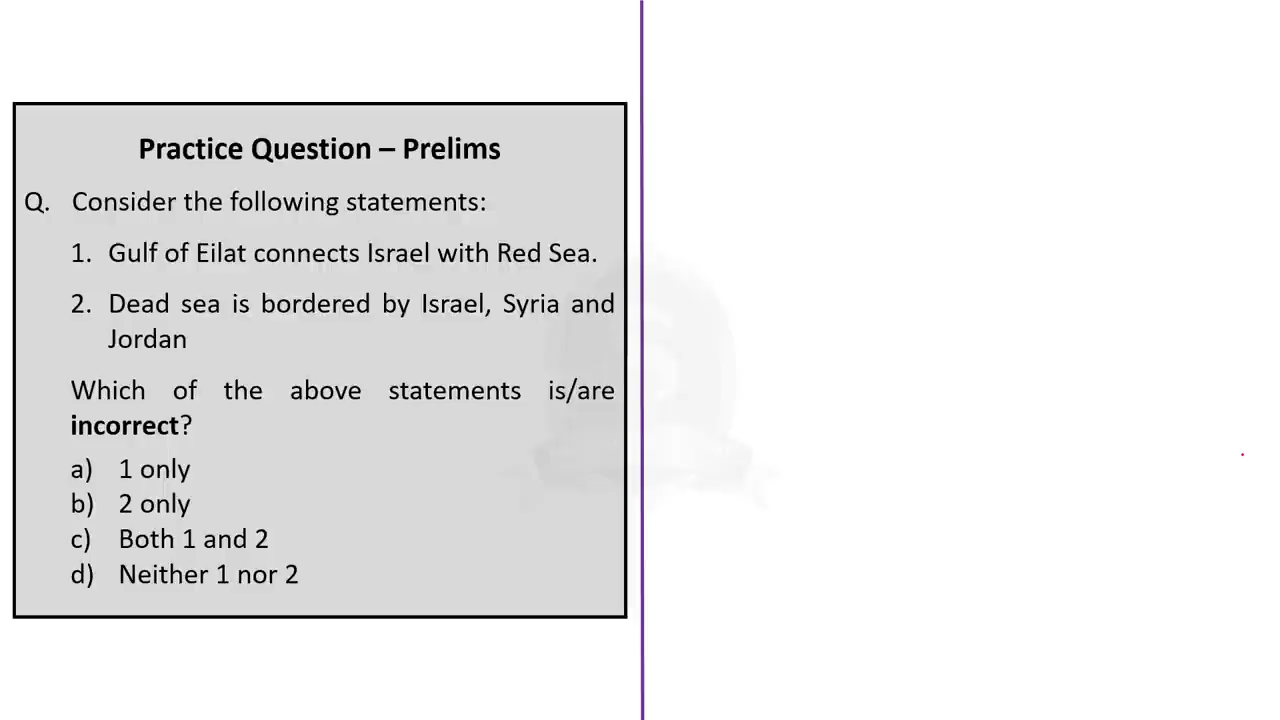 Practice Question – Prelims
Q. Consider the following statements:
1. Gulf of Eilat connects Israel with Red Sea.
2. Dead sea is bordered by Israel, Syria and
Jordan
Which of the above statements is/are
incorrect?
a) 1 only
b) 2 only
c) Both 1 and 2
d) Neither 1 nor 2